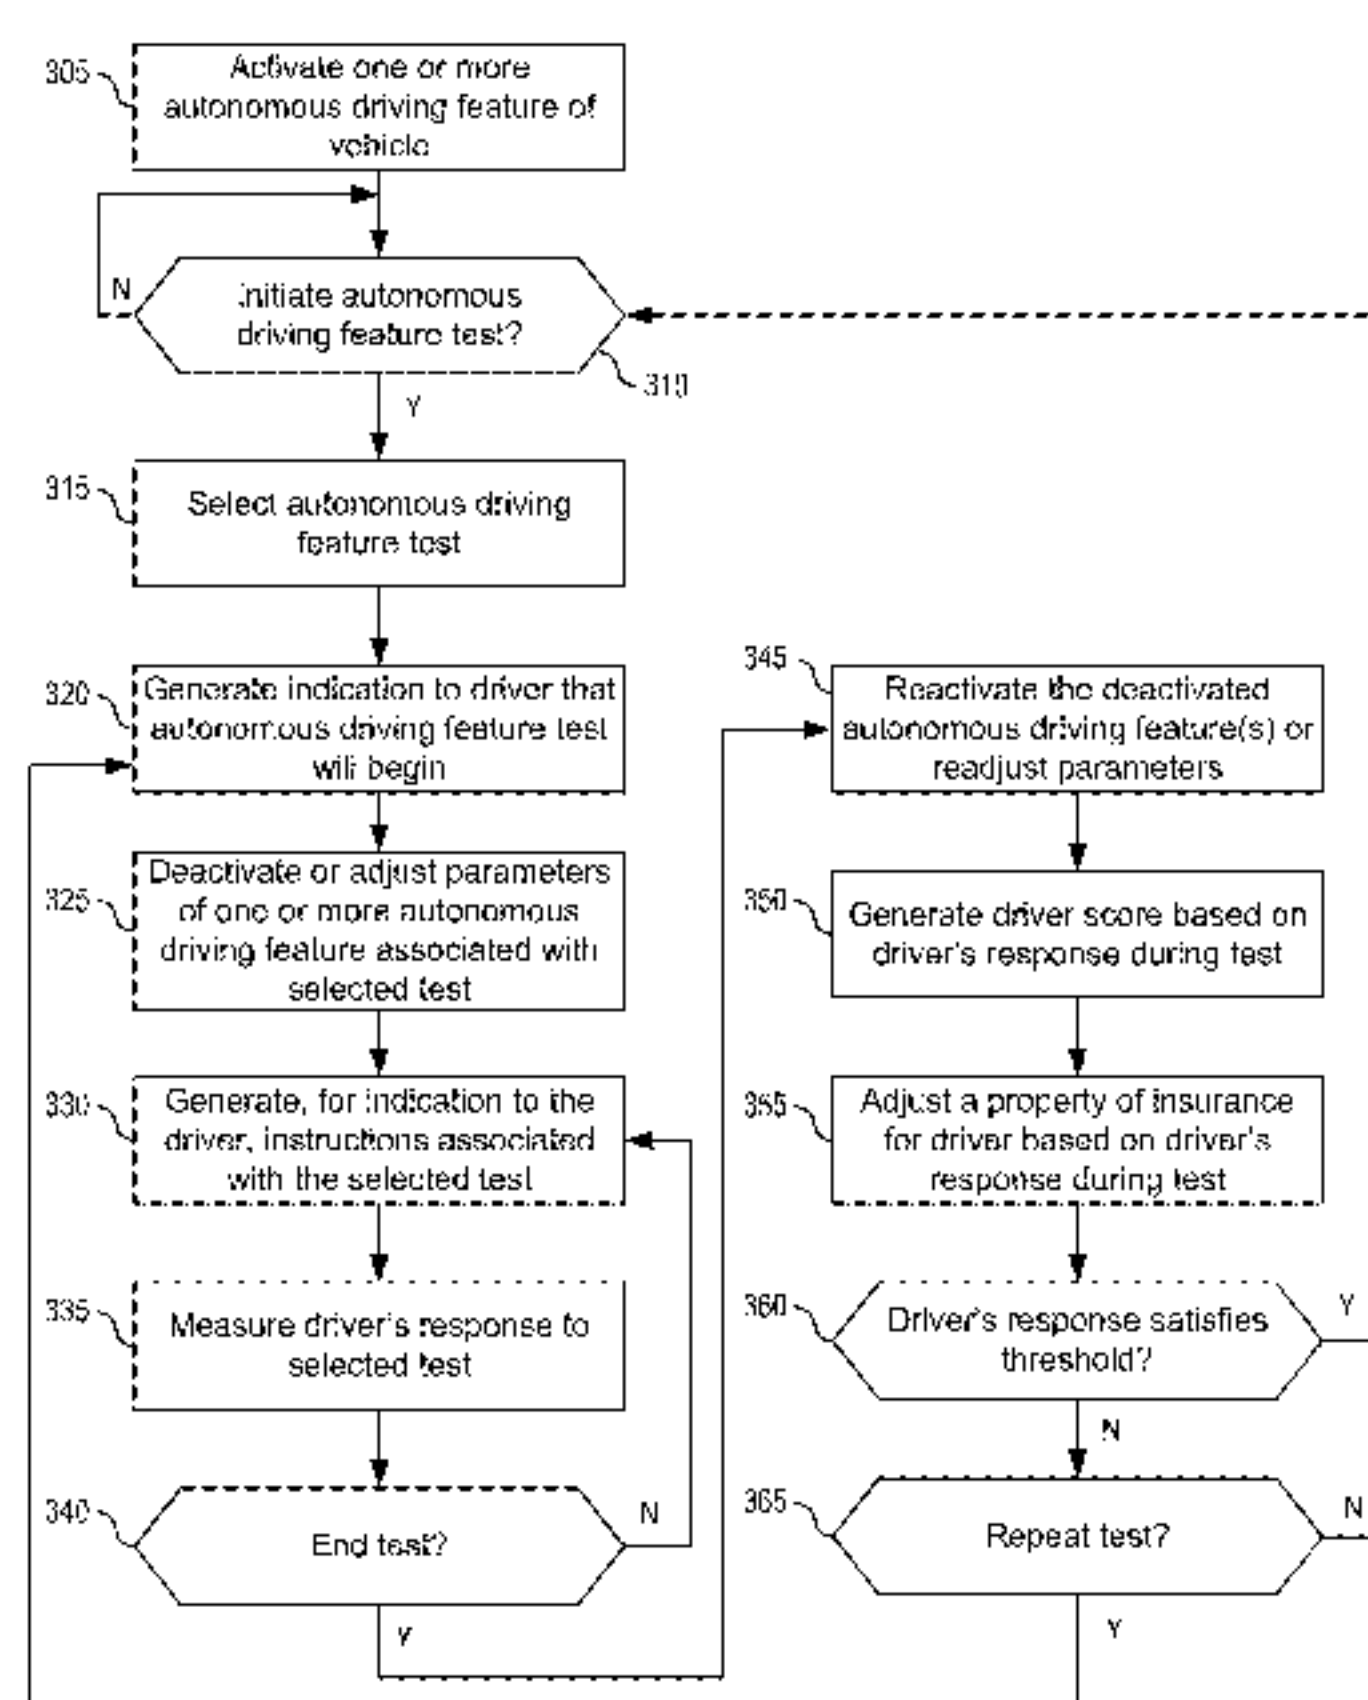 305
Activate one or more
autonomous driving feature of
vehicle
N
Initiate autonomous
driving feature test?
310
Y
315
Select autonomous driving
feature test
320
Generate indication to driver that
autonomous driving feature test
will begin
325
Deactivate or adjust parameters
of one or more autonomous
driving feature associated with
selected test
330
Generate, for indication to the
driver, instructions associated
with the selected test
335
Measure driver's response to
selected test
340
End test?
N
Y
345
Reactivate the deactivated
autonomous driving feature(s) or
readjust parameters
350
Generate driver score based on
driver's response during test
355
Adjust a property of insurance
for driver based on driver's
response during test
360
Driver's response satisfies
threshold?
Y
N
365
Repeat test?
N
Y